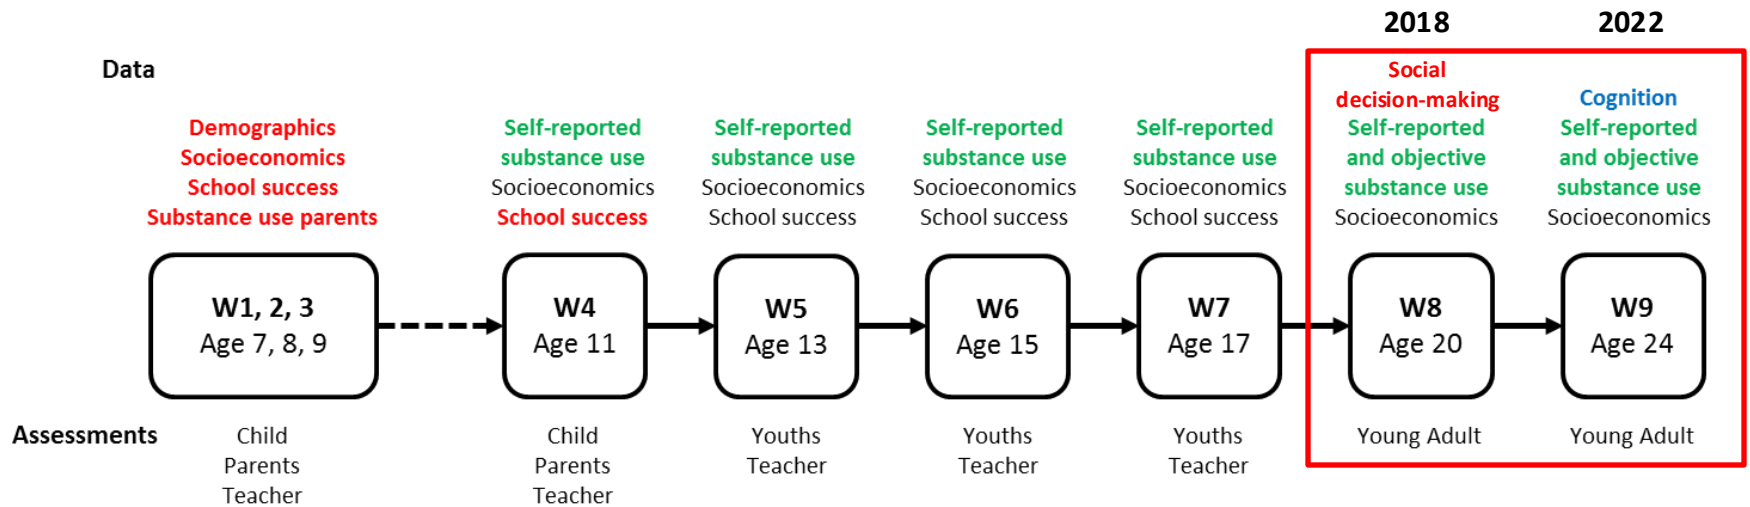 2018
2022
Data
Social
decision-making
Cognition
Demographics
Socioeconomics
School success
Substance use parents
Self-reported
substance use
Socioeconomics
School success
Self-reported
substance use
Socioeconomics
School success
Self-reported
substance use
Socioeconomics
School success
Self-reported
substance use
Socioeconomics
School success
Self-reported
and objective
substance use
Socioeconomics
Self-reported
and objective
substance use
Socioeconomics
W1, 2, 3
Age 7, 8, 9
W4
Age 11
W5
Age 13
W6
Age 15
W7
Age 17
W8
Age 20
W9
Age 24
Assessments
Child
Parents
Teacher
Child
Parents
Teacher
Youths
Teacher
Youths
Teacher
Youths
Teacher
Young Adult
Young Adult